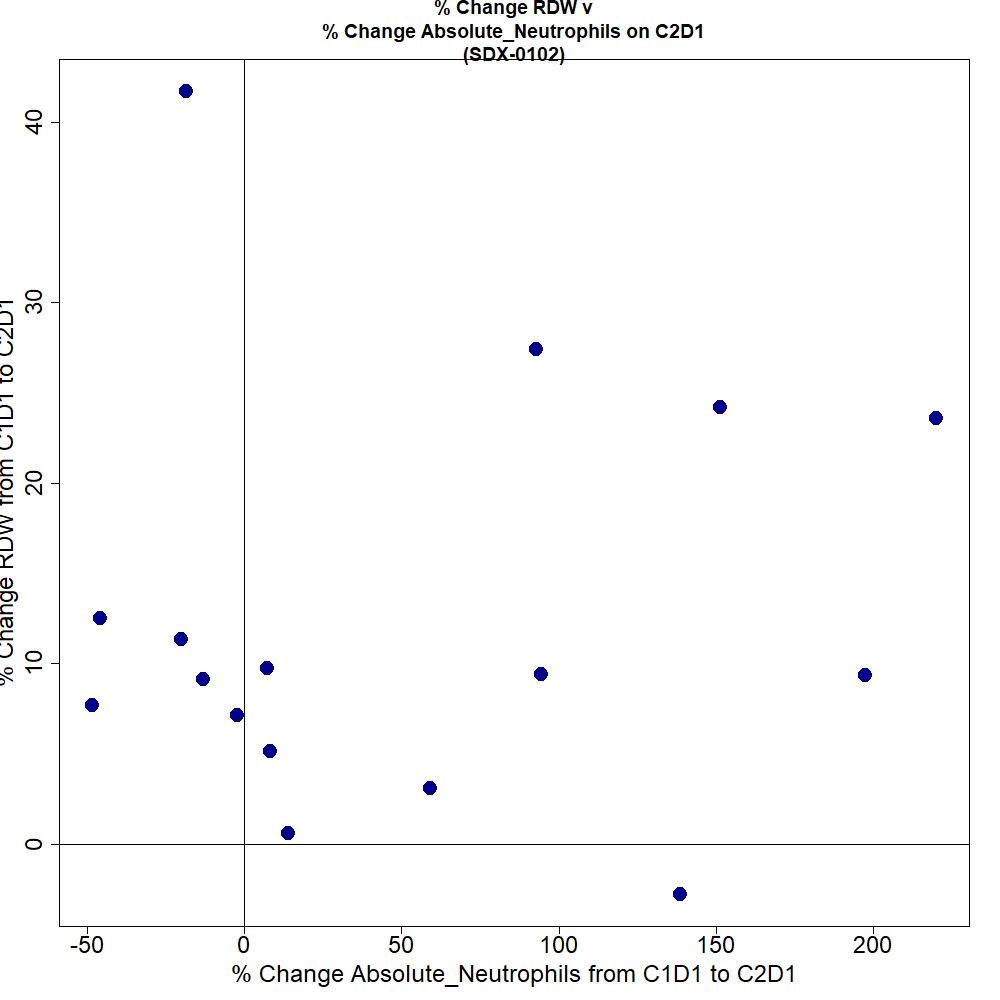 % Change RDW v
% Change Absolute_Neutrophils on C2D1
(SDX-0102)
40
30
20
10
0
% Change RDW from C1D1 to C2D1
-50 0 50 100 150 200
% Change Absolute_Neutrophils from C1D1 to C2D1